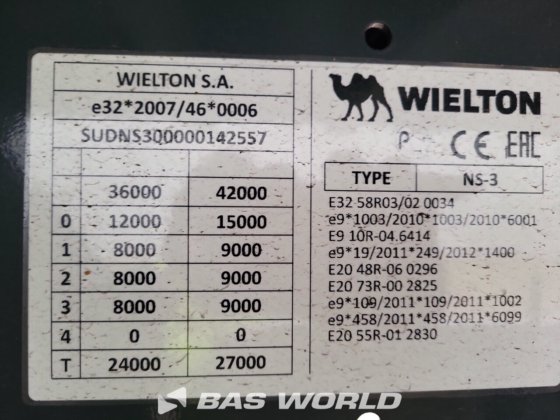 WIELTON S.A.
e32*2007/46*0006
SUDNS300000142557
36000 42000
0 12000 15000
1 8000 9000
2 8000 9000
3 8000 9000
4 0 0
T 24000 27000
WIELTON
P CE EAC
TYPE NS-3
E32 58R03/02 0034
e9*1003/2010*1003/2010*6001
E9 10R-04.6414
e9*19/2011*249/2012*1400
E20 48R-06 0296
E20 73R-00 2825
e9*109/2011*109/2011*1002
e9*458/2011*458/2011*6099
E20 55R-01 2830
BAS WORLD